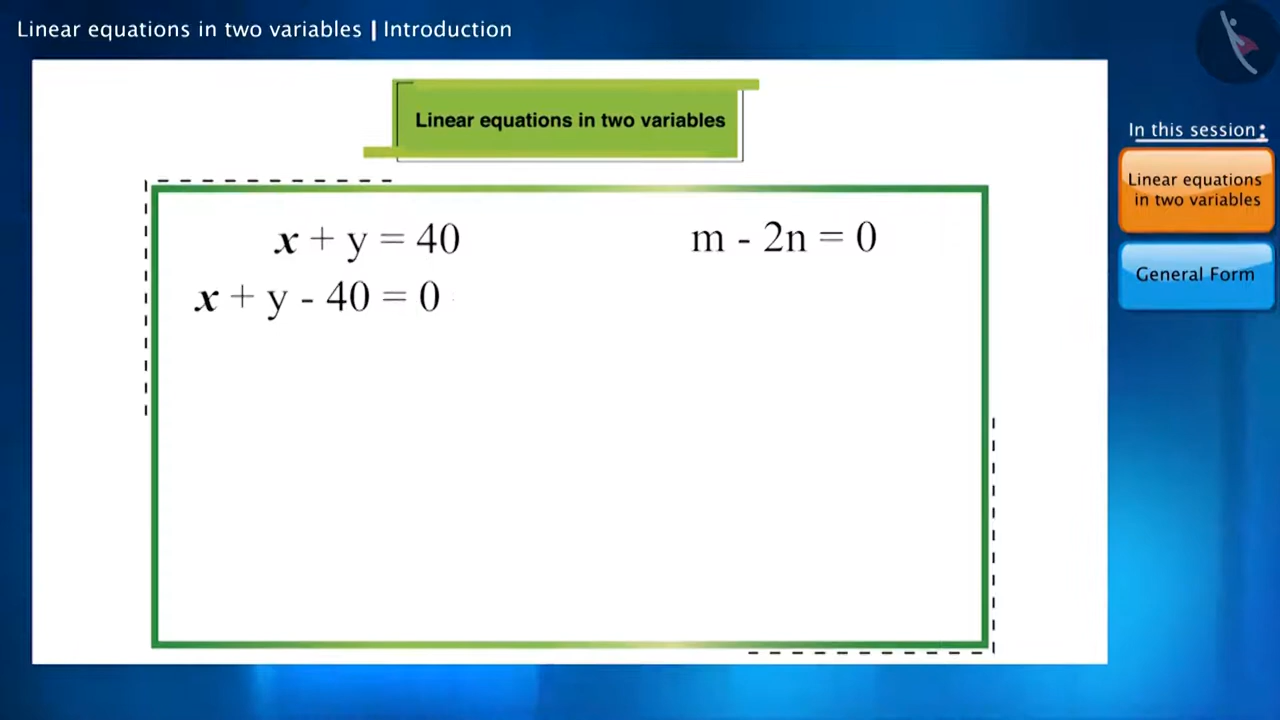 Linear equations in two variables | Introduction
Linear equations in two variables
x + y = 40
m - 2n = 0
x + y - 40 = 0
In this session:
Linear equations
in two variables
General Form